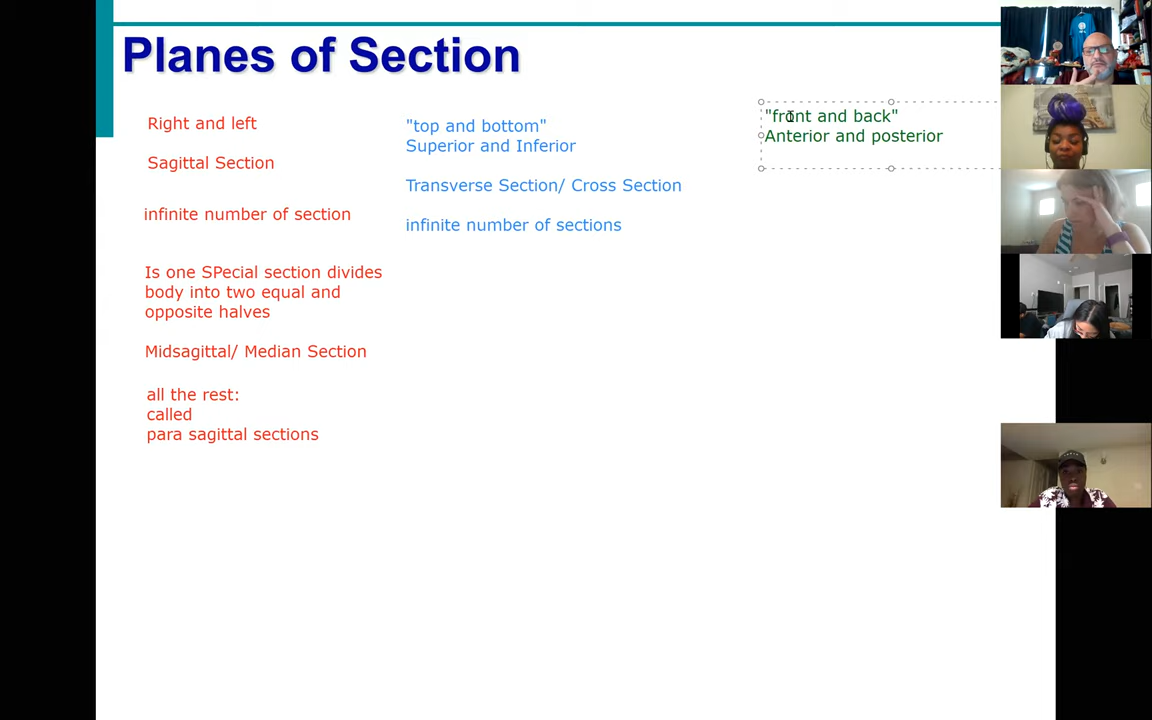 Planes of Section
Right and left
Sagittal Section
infinite number of section
Is one SPecial section divides
body into two equal and
opposite halves
Midsagittal/ Median Section
all the rest:
called
para sagittal sections
"top and bottom"
Superior and Inferior
Transverse Section/ Cross Section
infinite number of sections
"front and back"
Anterior and posterior